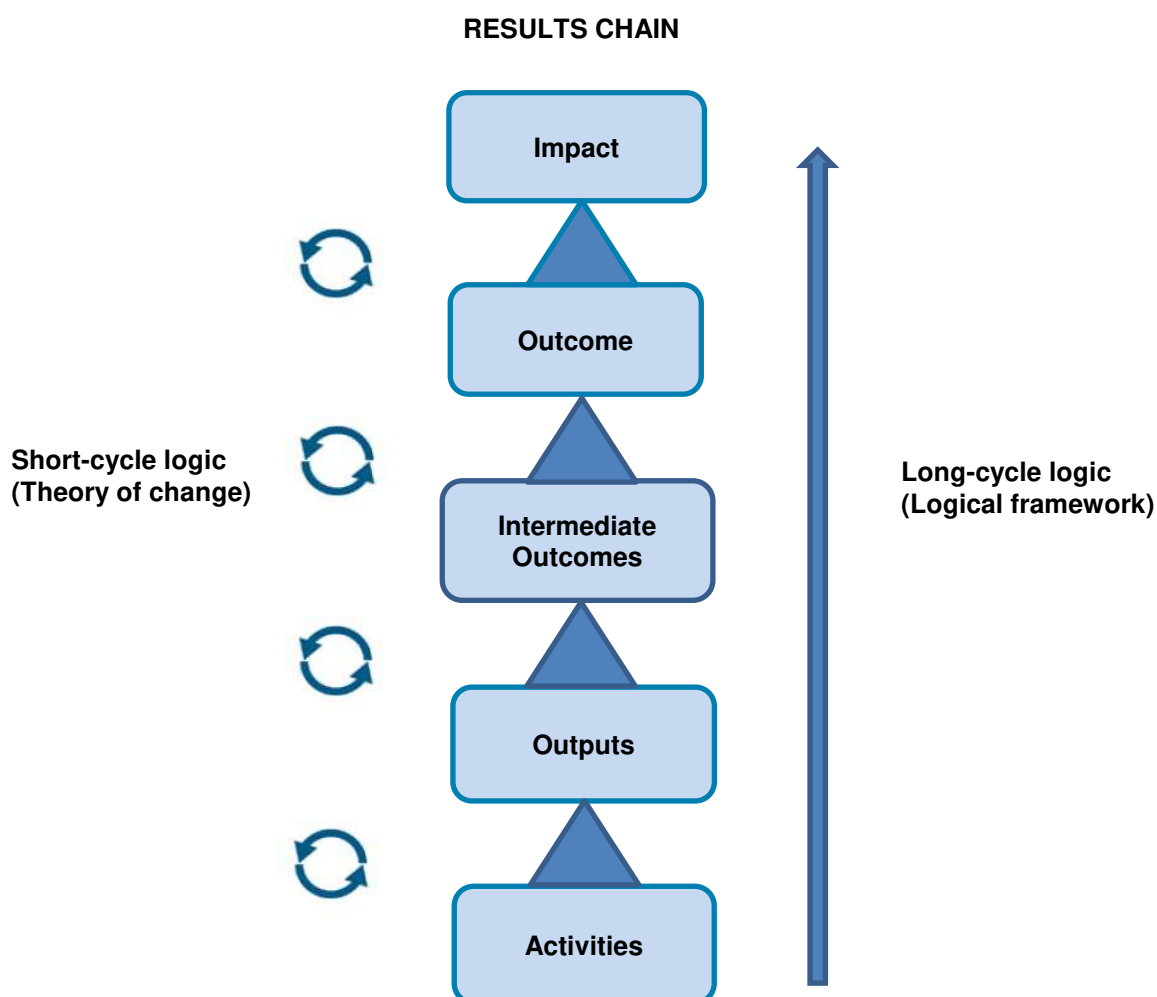 RESULTS CHAIN
Impact
Outcome
Short-cycle logic
(Theory of change)
Long-cycle logic
(Logical framework)
Intermediate
Outcomes
Outputs
Activities